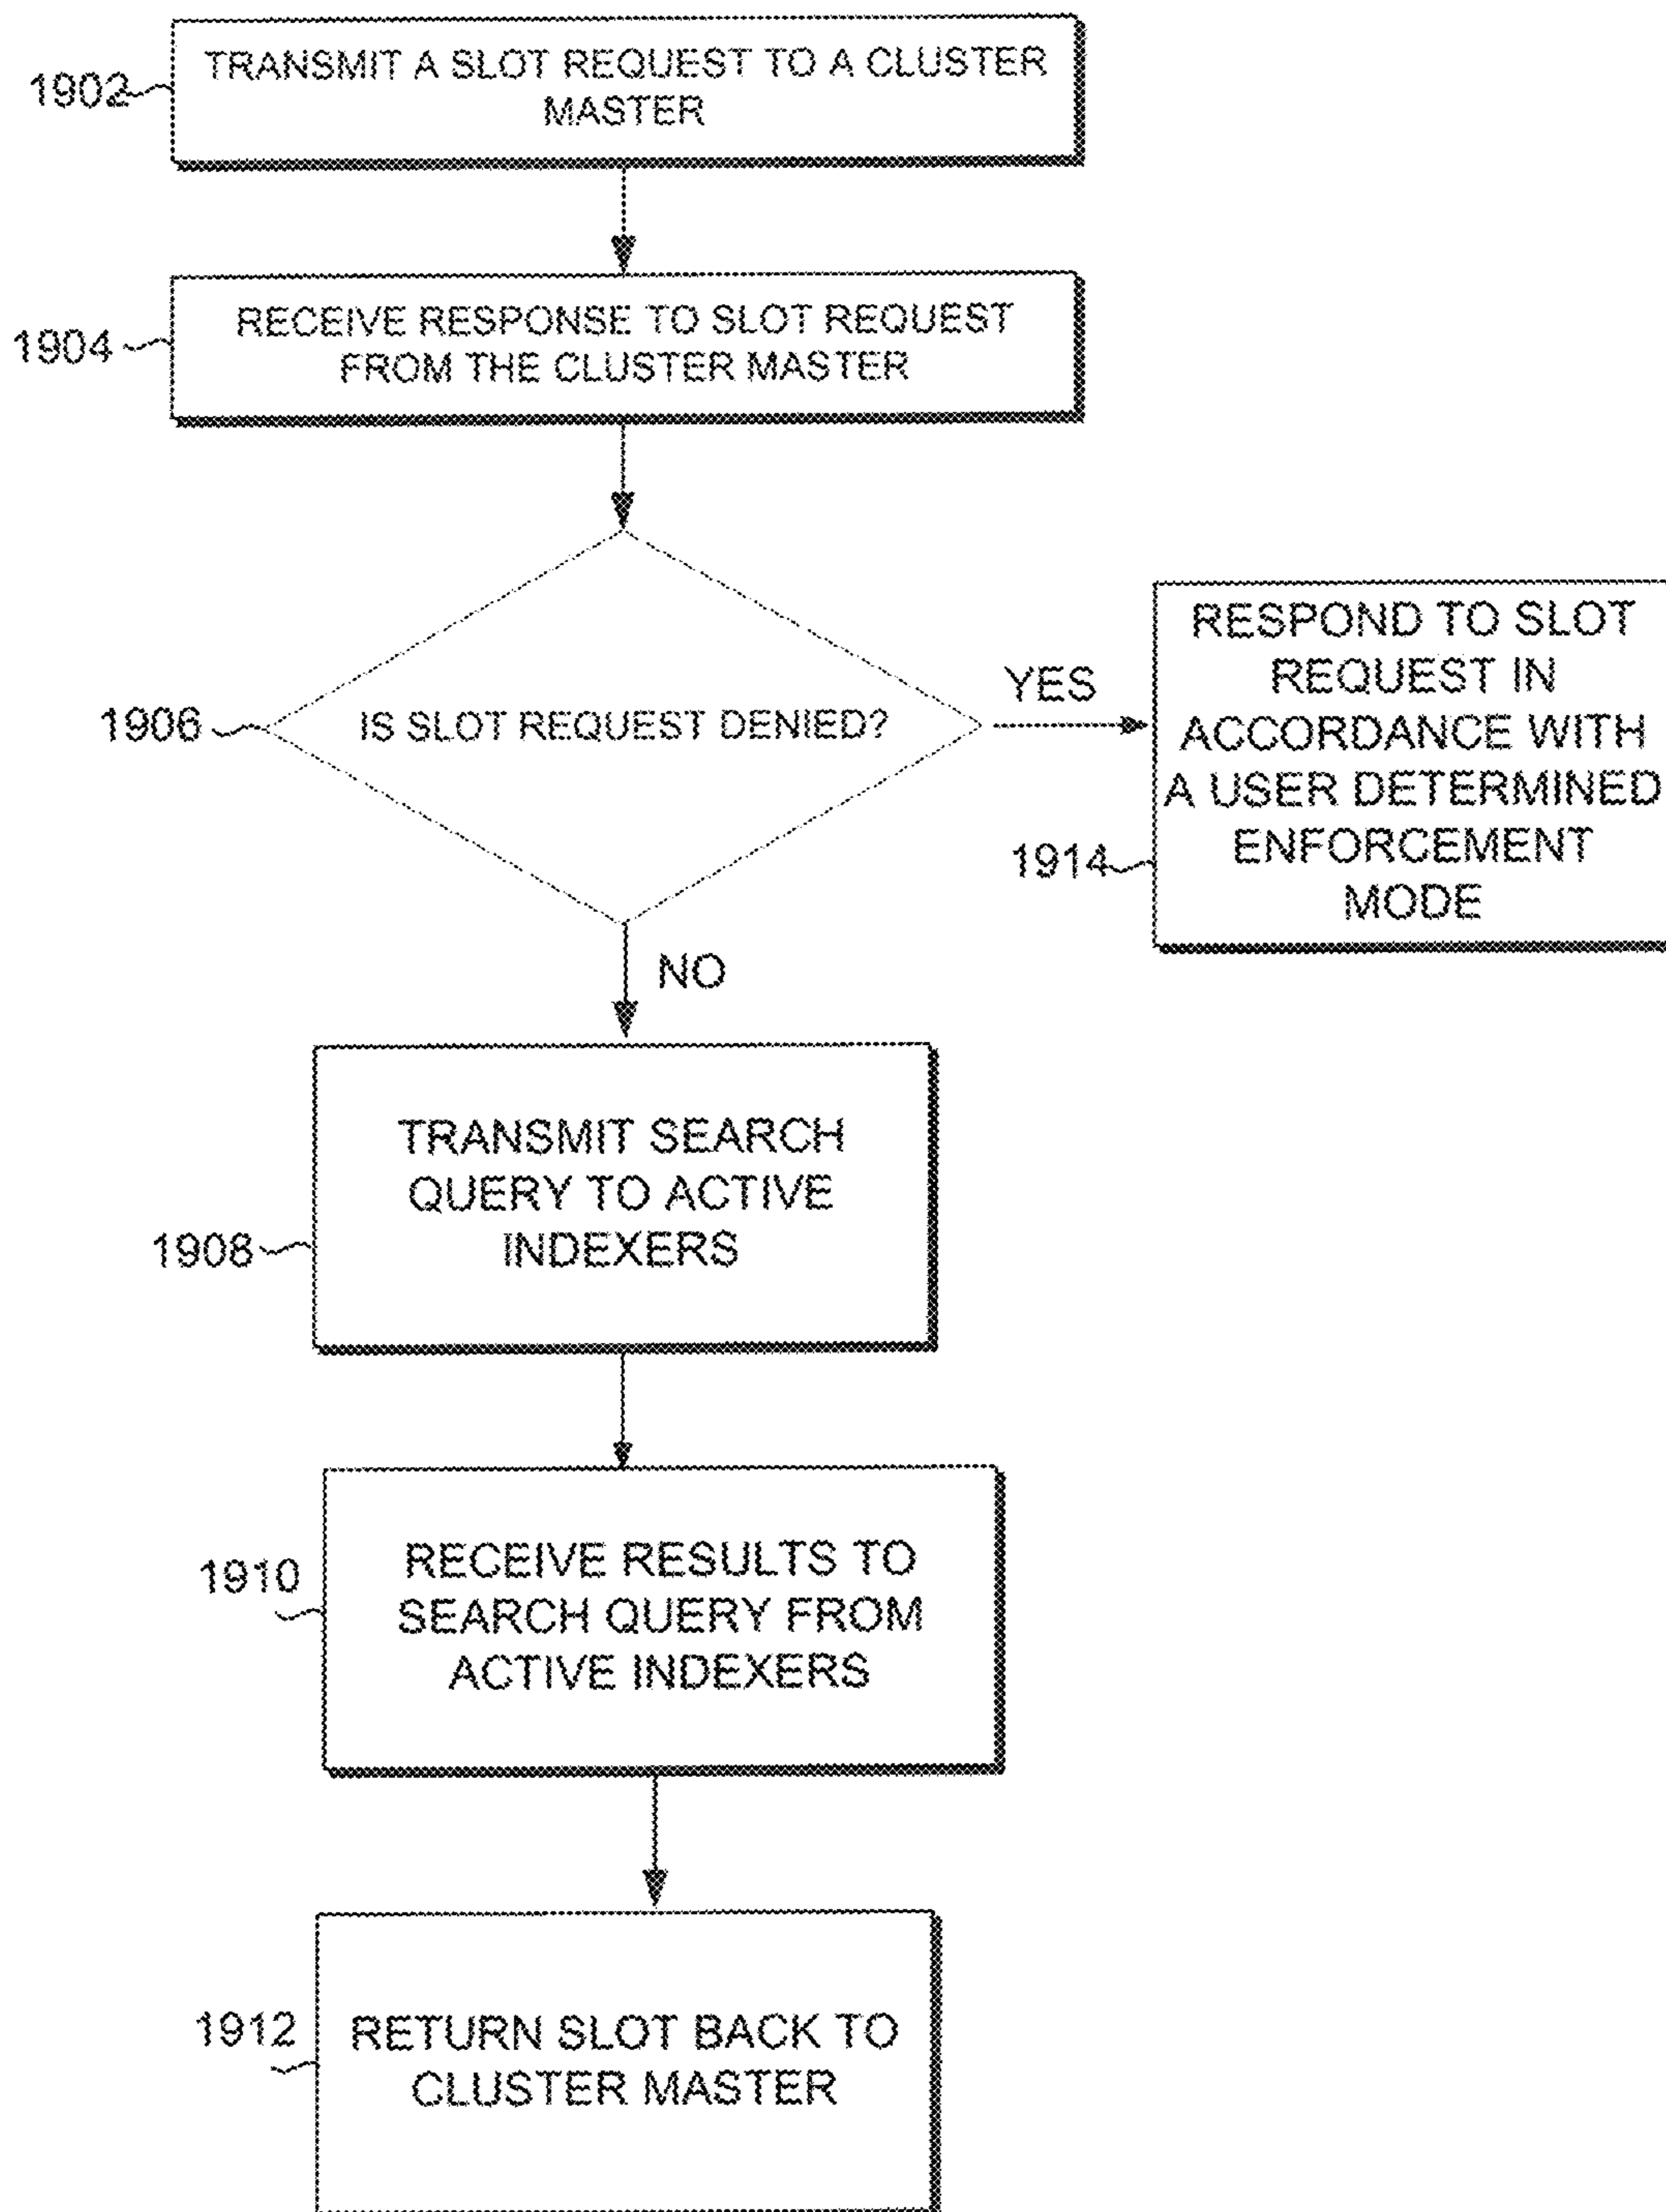 1902
TRANSMIT A SLOT REQUEST TO A CLUSTER
MASTER
1904
RECEIVE RESPONSE TO SLOT REQUEST
FROM THE CLUSTER MASTER
1906
IS SLOT REQUEST DENIED?
YES
RESPOND TO SLOT
REQUEST IN
ACCORDANCE WITH
A USER DETERMINED
ENFORCEMENT
MODE
1914
NO
TRANSMIT SEARCH
QUERY TO ACTIVE
INDEXERS
1908
1910
RECEIVE RESULTS TO
SEARCH QUERY FROM
ACTIVE INDEXERS
1912
RETURN SLOT BACK TO
CLUSTER MASTER